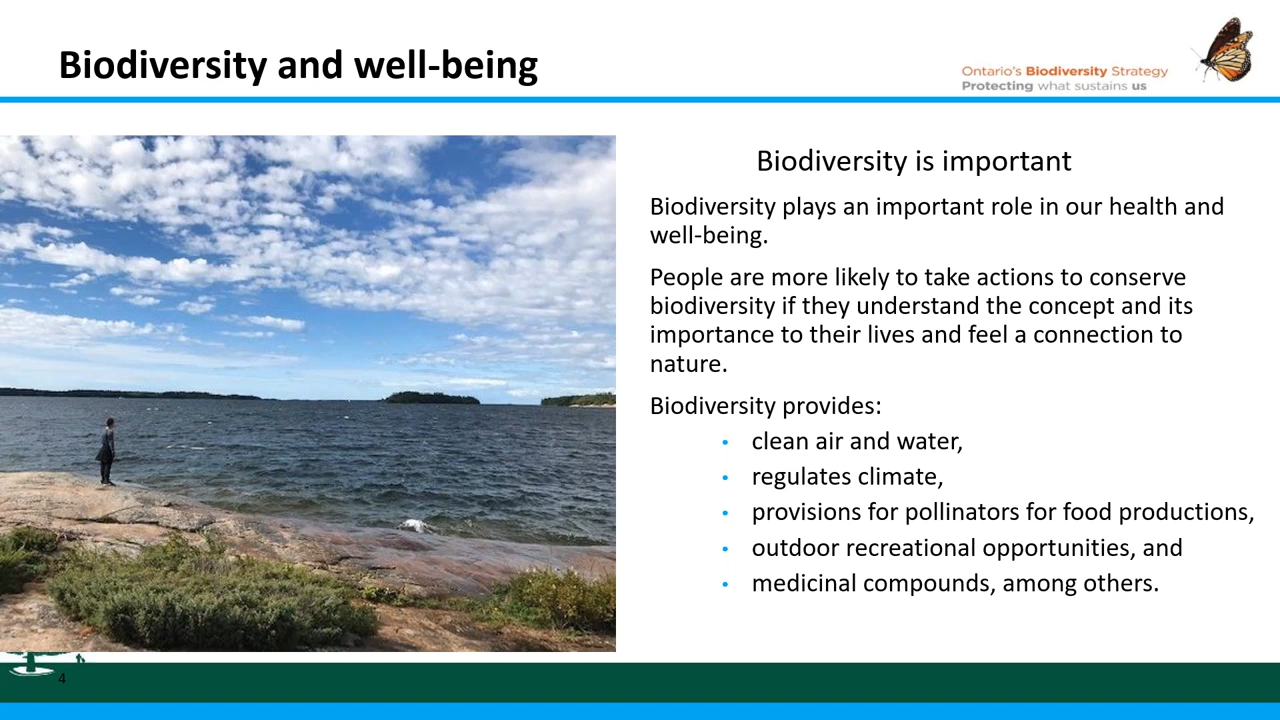 Biodiversity and well-being
Ontario's Biodiversity Strategy
Protecting what sustains us
Biodiversity is important
Biodiversity plays an important role in our health and
well-being.
People are more likely to take actions to conserve
biodiversity if they understand the concept and its
importance to their lives and feel a connection to
nature.
Biodiversity provides:
• clean air and water,
• regulates climate,
• provisions for pollinators for food productions,
• outdoor recreational opportunities, and
• medicinal compounds, among others.
4